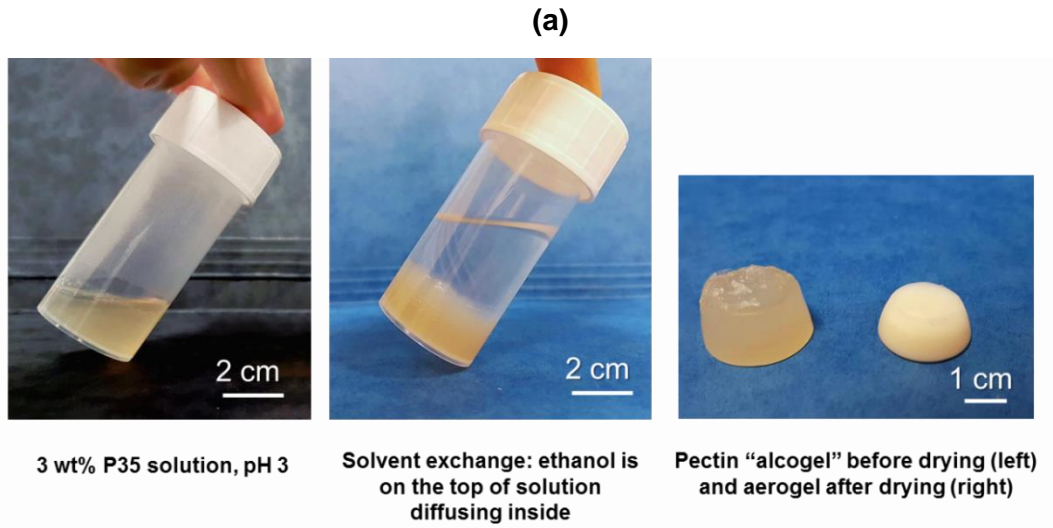 (a)
2 cm
2 cm
1 cm
3 wt% P35 solution, pH 3
Solvent exchange: ethanol is
on the top of solution
diffusing inside
Pectin “alcogel” before drying (left)
and aerogel after drying (right)